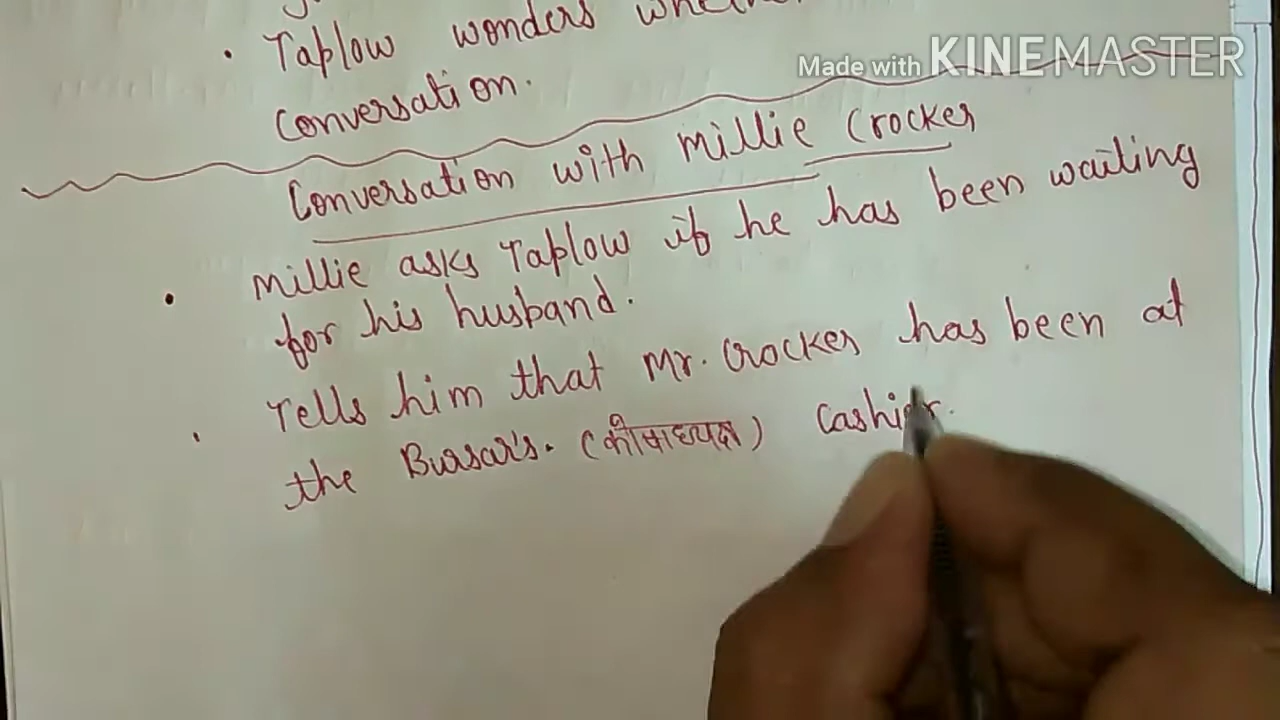 Taplow wonders
Made with KINEMASTER
Conversation.
Conversation with Millie Crocker
Millie asks Taplow if he has been waiting
for his husband.
Tells him that Mr. Crocker has been at
the Bursar's. (कोषाध्यक्ष) Cashier.